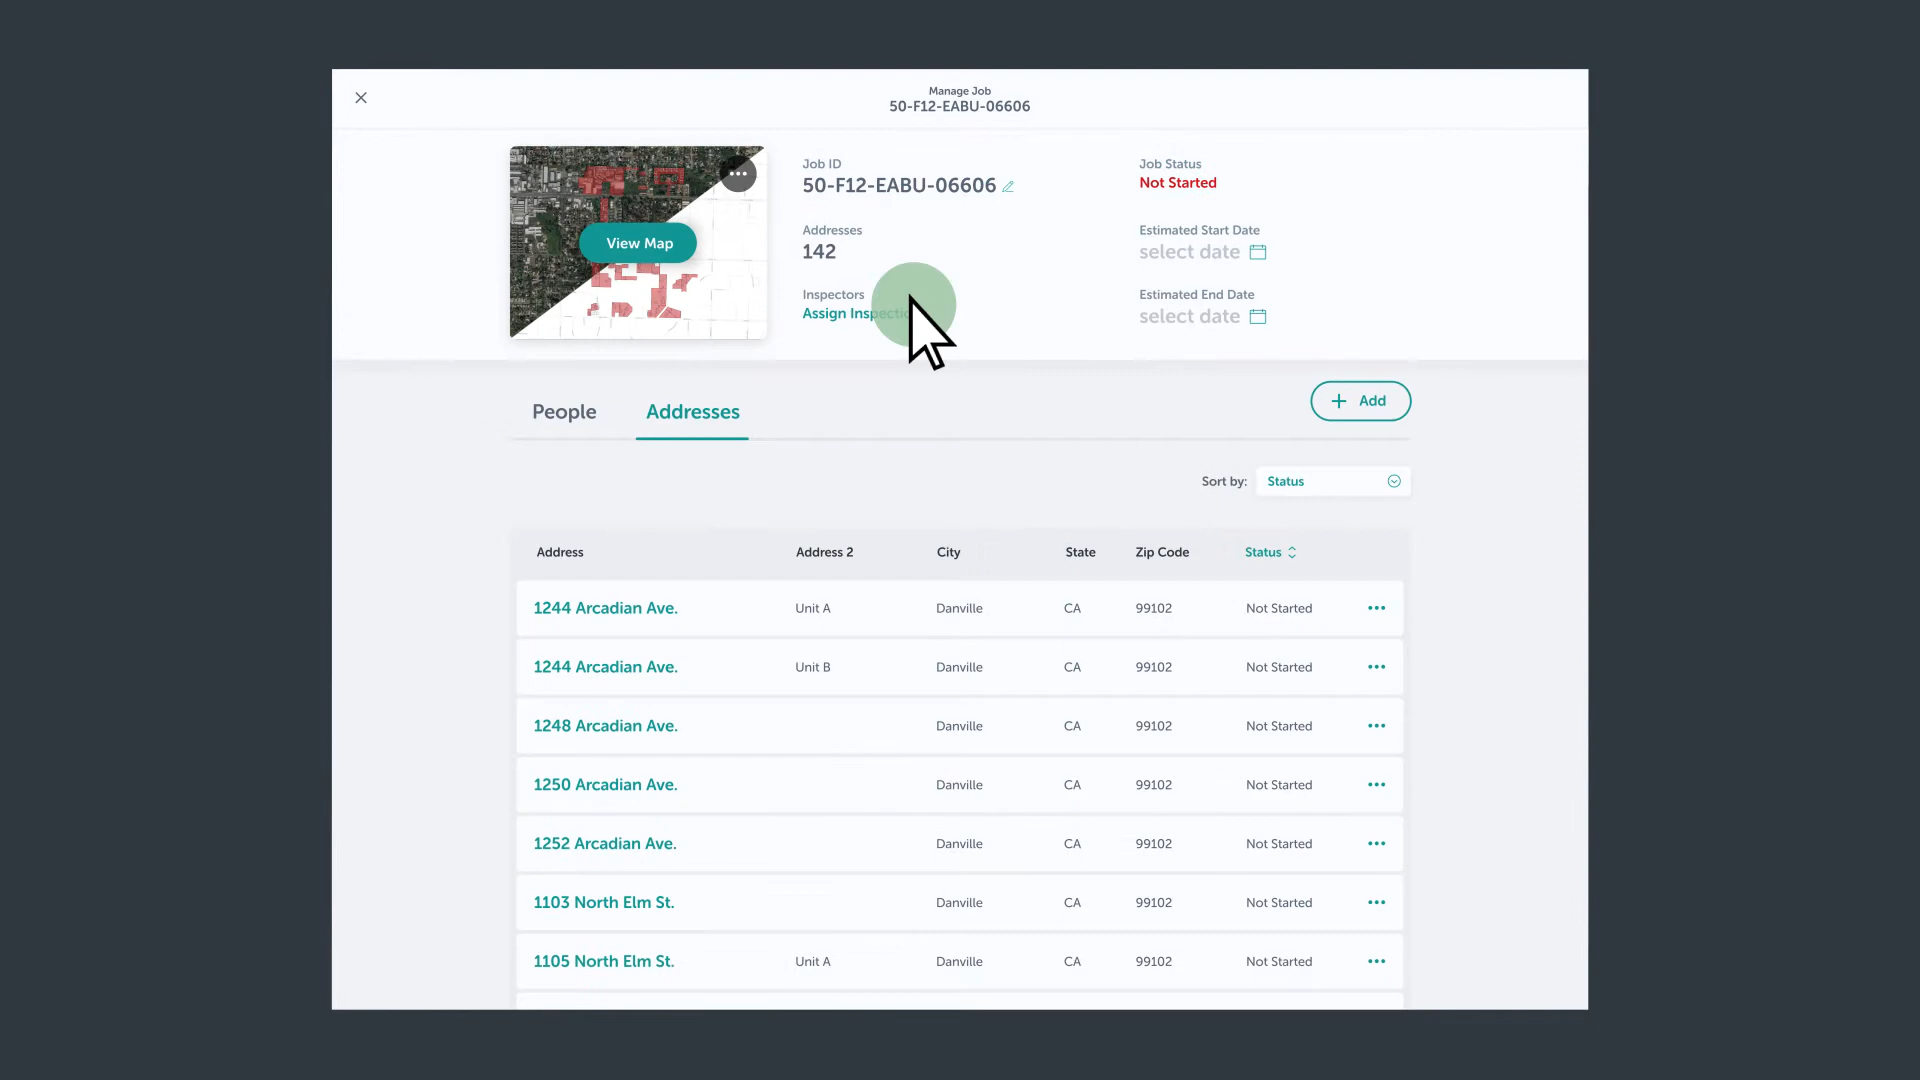 Manage Job
50-F12-EABU-06606
Job ID
50-F12-EABU-06606
Job Status
Not Started
View Map
Addresses
142
Estimated Start Date
select date
Inspectors
Assign
Estimated End Date
select date
People
Addresses
+ Add
Sort by:
Status
Address Address 2 City State Zip Code Status
1244 Arcadian Ave. Unit A Danville CA 99102 Not Started
1244 Arcadian Ave. Unit B Danville CA 99102 Not Started
1248 Arcadian Ave. Danville CA 99102 Not Started
1250 Arcadian Ave. Danville CA 99102 Not Started
1252 Arcadian Ave. Danville CA 99102 Not Started
1103 North Elm St. Danville CA 99102 Not Started
1105 North Elm St. Unit A Danville CA 99102 Not Started